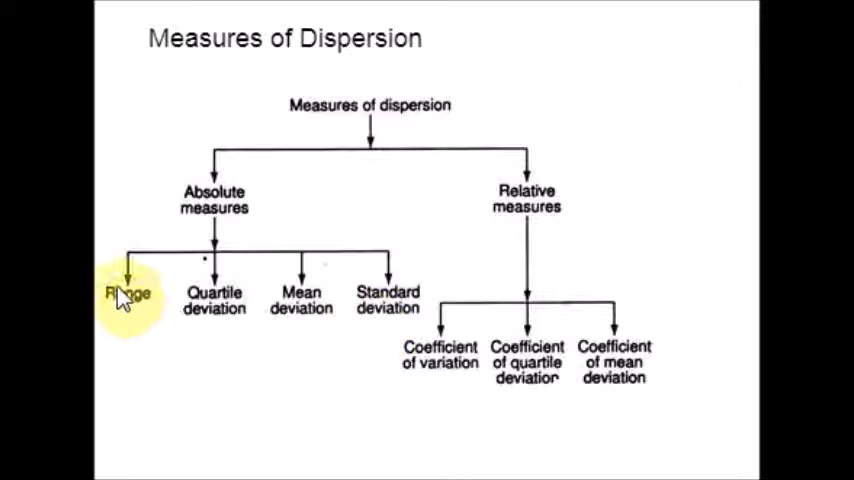 Measures of Dispersion
Measures of dispersion
Absolute
measures
Relative
measures
Range
Quartile
deviation
Mean
deviation
Standard
deviation
Coefficient
of variation
Coefficient
of quartile
deviation
Coefficient
of mean
deviation